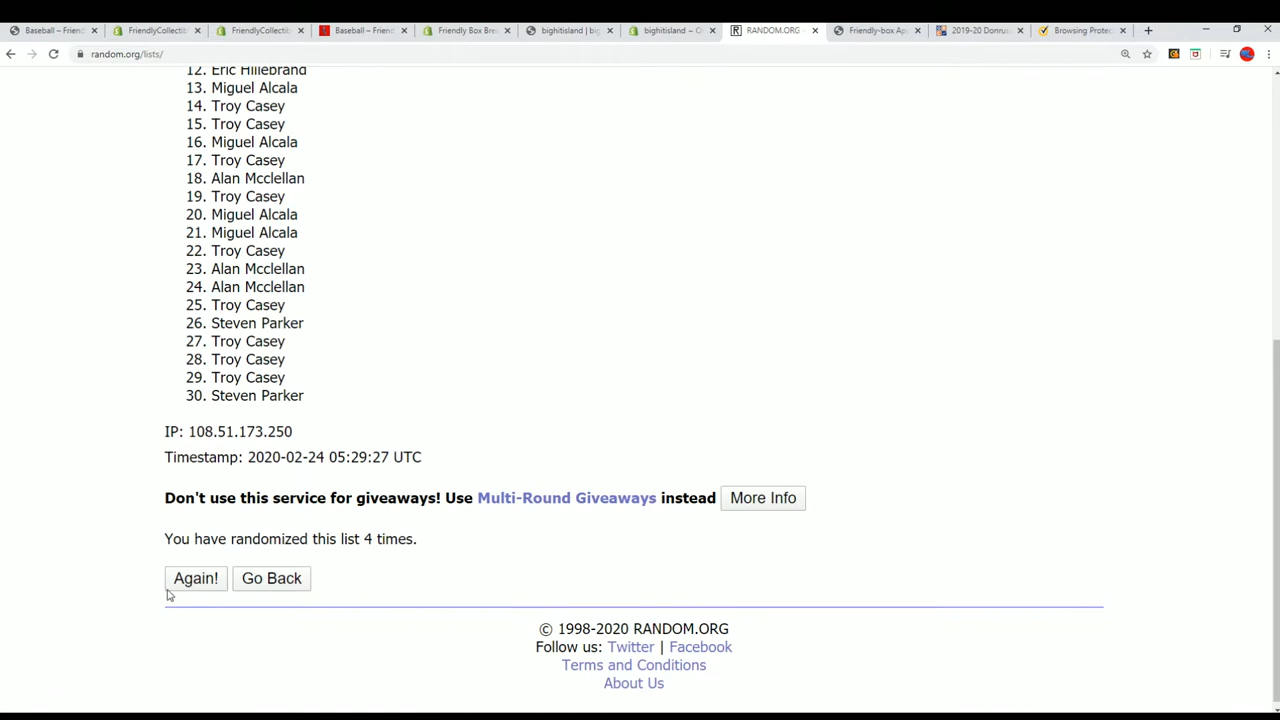 Baseball – Friend
FriendlyCollectib
FriendlyCollectib
Baseball – Friend
Friendly Box Bre
bighitisland | big
bighitisland – O
RANDOM.ORG -
Friendly-box Ap
2019-20 Donrus
Browsing Protec
random.org/lists/
12. Eric Hillebrand
13. Miguel Alcala
14. Troy Casey
15. Troy Casey
16. Miguel Alcala
17. Troy Casey
18. Alan Mcclellan
19. Troy Casey
20. Miguel Alcala
21. Miguel Alcala
22. Troy Casey
23. Alan Mcclellan
24. Alan Mcclellan
25. Troy Casey
26. Steven Parker
27. Troy Casey
28. Troy Casey
29. Troy Casey
30. Steven Parker
IP: 108.51.173.250
Timestamp: 2020-02-24 05:29:27 UTC
Don't use this service for giveaways! Use Multi-Round Giveaways instead More Info
You have randomized this list 4 times.
Again! Go Back
© 1998-2020 RANDOM.ORG
Follow us: Twitter | Facebook
Terms and Conditions
About Us